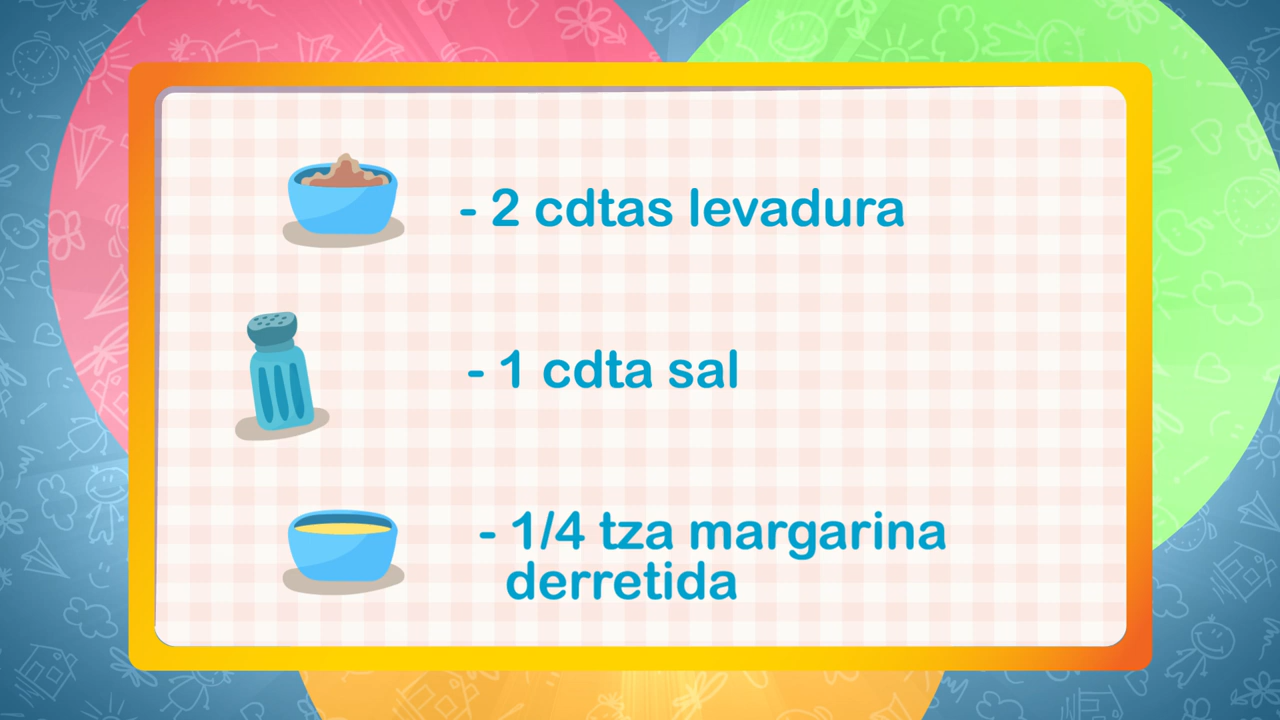 - 2 cdtas levadura
- 1 cdta sal
- 1/4 tza margarina
derretida